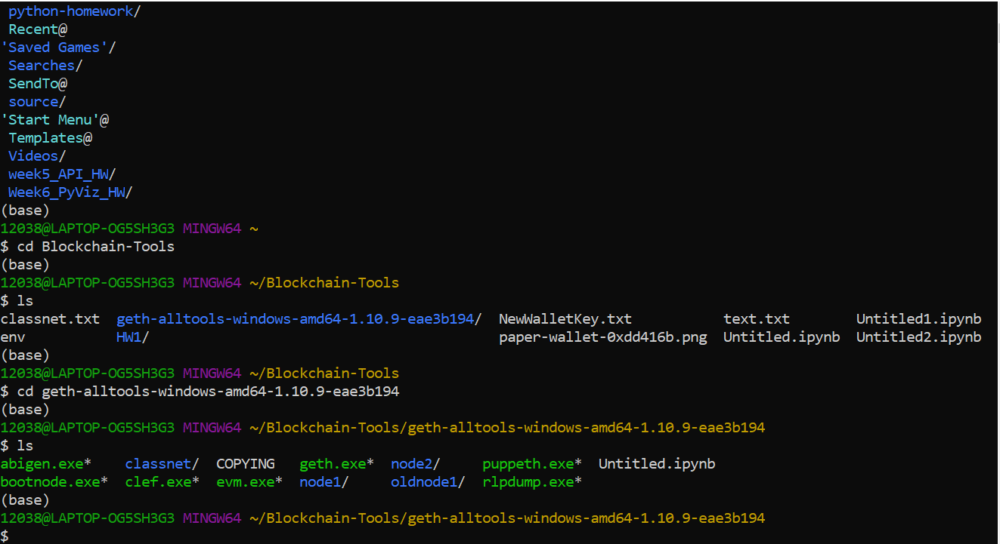 python-homework/
Recent@
'Saved Games'/
Searches/
SendTo@
source/
'Start Menu'@
Templates@
Videos/
week5_API_HW/
Week6_PyViz_HW/
(base)
12038@LAPTOP-OG5SH3G3 MINGW64 ~
$ cd Blockchain-Tools
(base)
12038@LAPTOP-OG5SH3G3 MINGW64 ~/Blockchain-Tools
$ ls
classnet.txt  geth-alltools-windows-amd64-1.10.9-eae3b194/  NewWalletKey.txt           text.txt        Untitled1.ipynb
env           HW1/                                          paper-wallet-0xdd416b.png  Untitled.ipynb  Untitled2.ipynb
(base)
12038@LAPTOP-OG5SH3G3 MINGW64 ~/Blockchain-Tools
$ cd geth-alltools-windows-amd64-1.10.9-eae3b194
(base)
12038@LAPTOP-OG5SH3G3 MINGW64 ~/Blockchain-Tools/geth-alltools-windows-amd64-1.10.9-eae3b194
$ ls
abigen.exe*    classnet/  COPYING   geth.exe*  node2/     puppeth.exe*  Untitled.ipynb
bootnode.exe*  clef.exe*  evm.exe*  node1/     oldnode1/  rlpdump.exe*
(base)
12038@LAPTOP-OG5SH3G3 MINGW64 ~/Blockchain-Tools/geth-alltools-windows-amd64-1.10.9-eae3b194
$